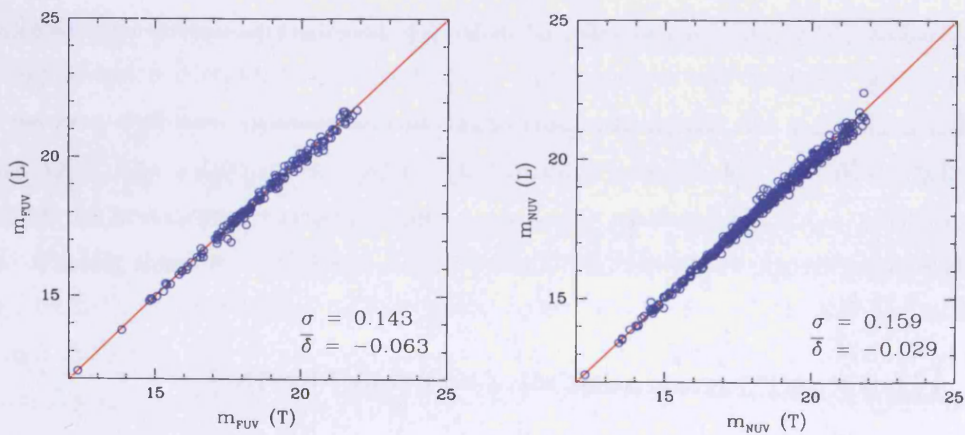 25
20
15
m_FUV (L)
σ = 0.143
δ̅ = −0.063
15
20
25
m_FUV (T)
25
20
15
m_NUV (L)
σ = 0.159
δ̅ = −0.029
15
20
25
m_NUV (T)